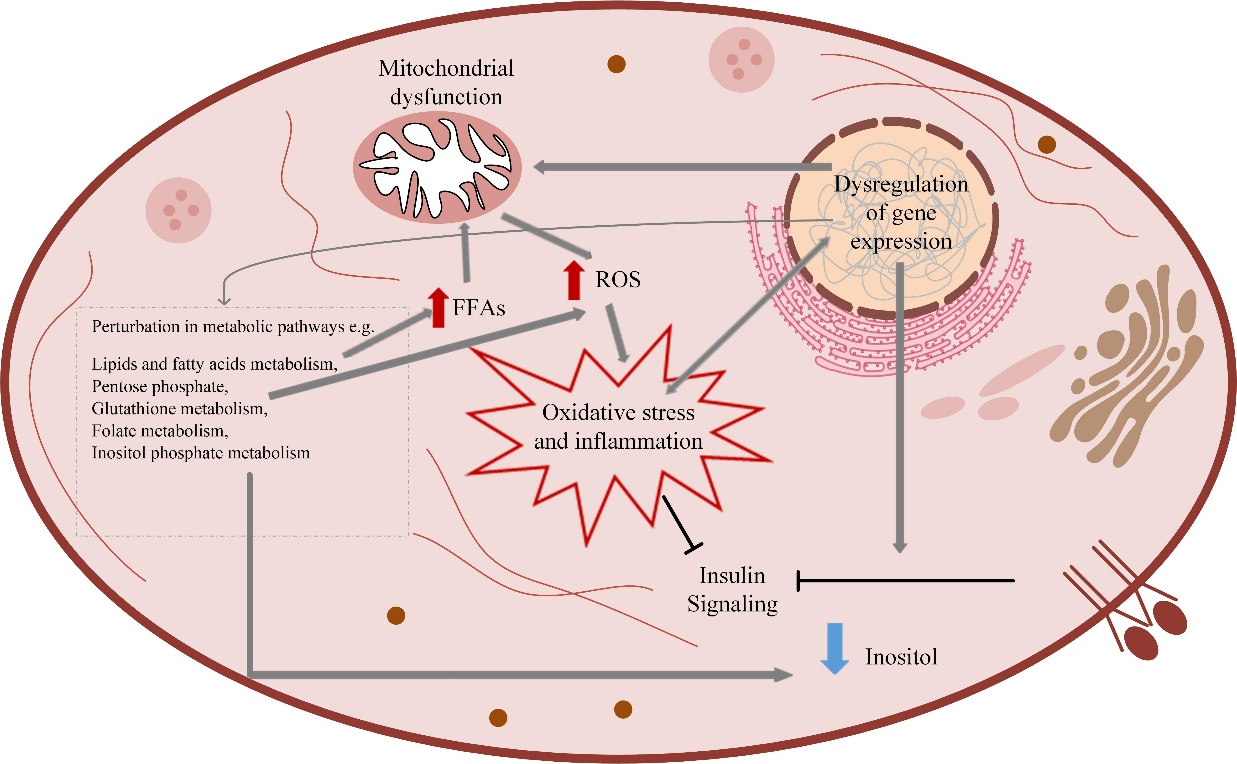 Mitochondrial
dysfunction
Dysregulation
of gene
expression
ROS
FFAs
Perturbation in metabolic pathways e.g.
Lipids and fatty acids metabolism,
Pentose phosphate,
Glutathione metabolism,
Folate metabolism,
Inositol phosphate metabolism
Oxidative stress
and inflammation
Insulin
Signaling
Inositol